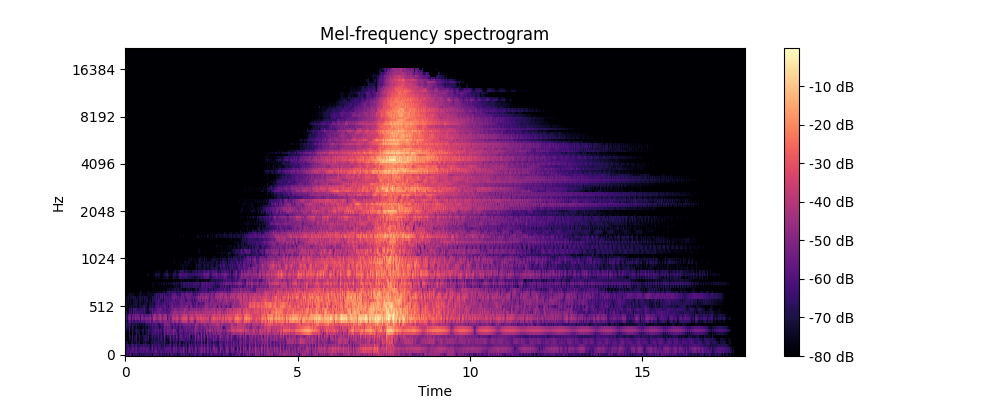 Mel-frequency spectrogram
Hz
16384
8192
4096
2048
1024
512
0
0 5 10 15
Time
-10 dB
-20 dB
-30 dB
-40 dB
-50 dB
-60 dB
-70 dB
-80 dB